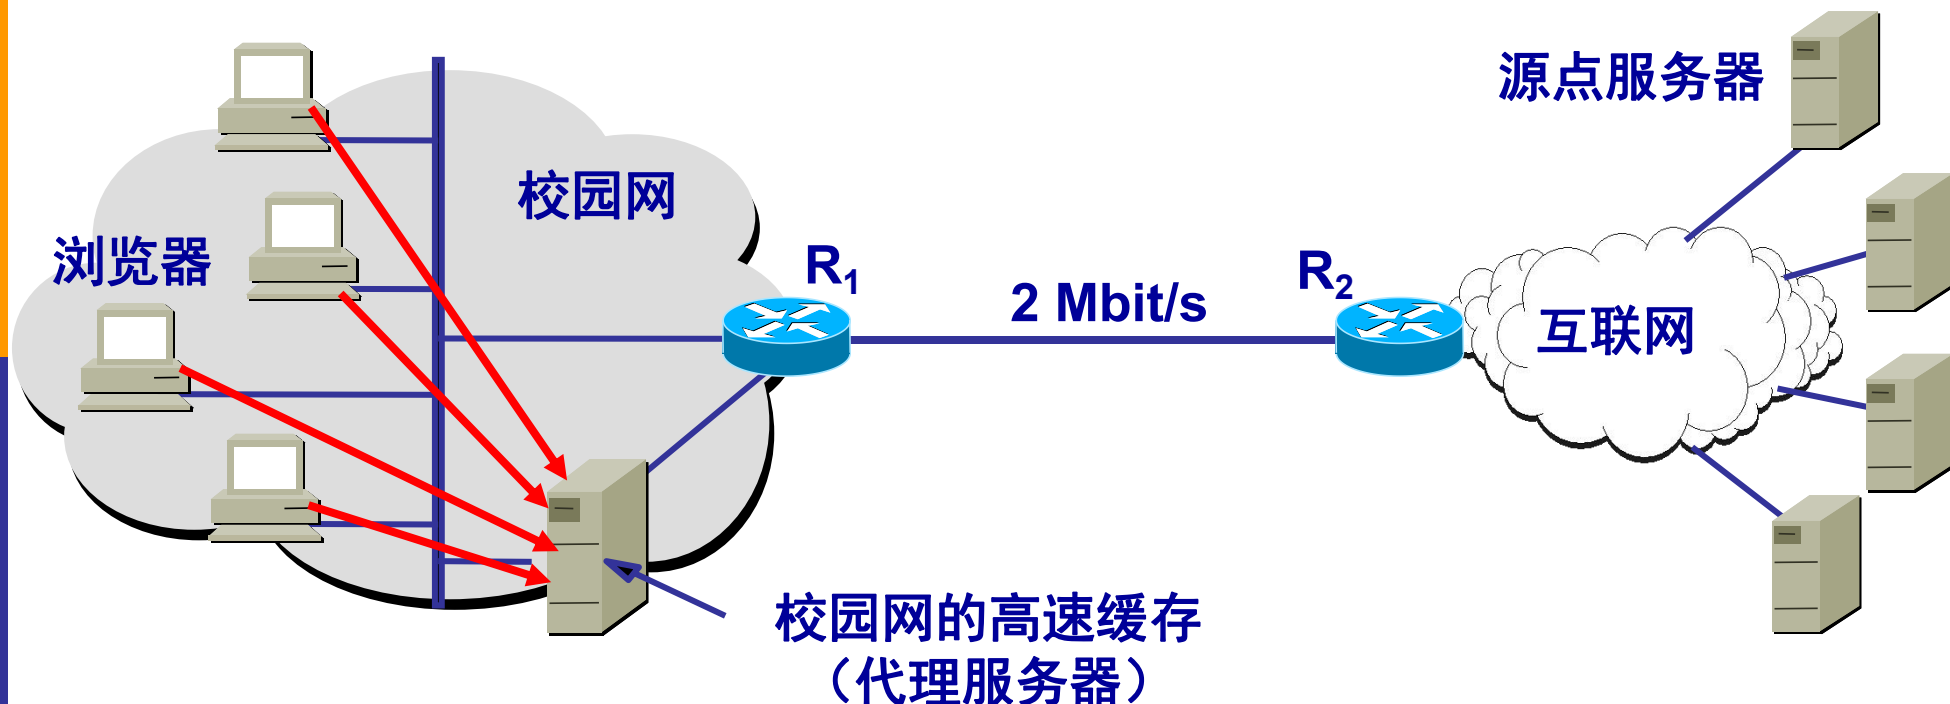 源点服务器
校园网
浏览器
R1
2 Mbit/s
R2
互联网
校园网的高速缓存
（代理服务器）